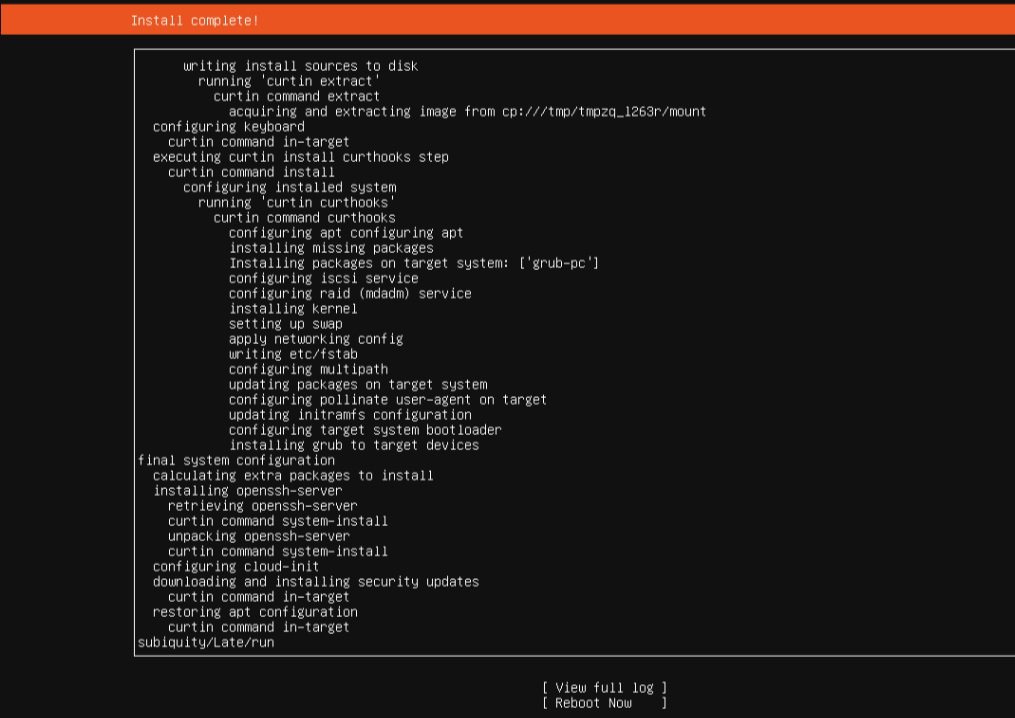 Install complete!
writing install sources to disk
running 'curtin extract'
curtin command extract
acquiring and extracting image from cp:///tmp/tmpzq_l263r/mount
configuring keyboard
curtin command in-target
executing curtin install curthooks step
curtin command install
configuring installed system
running 'curtin curthooks'
curtin command curthooks
configuring apt configuring apt
installing missing packages
Installing packages on target system: ['grub-pc']
configuring iscsi service
configuring raid (mdadm) service
installing kernel
setting up swap
apply networking config
writing etc/fstab
configuring multipath
updating packages on target system
configuring pollinate user-agent on target
updating initramfs configuration
configuring target system bootloader
installing grub to target devices
final system configuration
calculating extra packages to install
installing openssh-server
retrieving openssh-server
curtin command system-install
unpacking openssh-server
curtin command system-install
configuring cloud-init
downloading and installing security updates
curtin command in-target
restoring apt configuration
curtin command in-target
subiquity/Late/run
[ View full log ]
[ Reboot Now ]